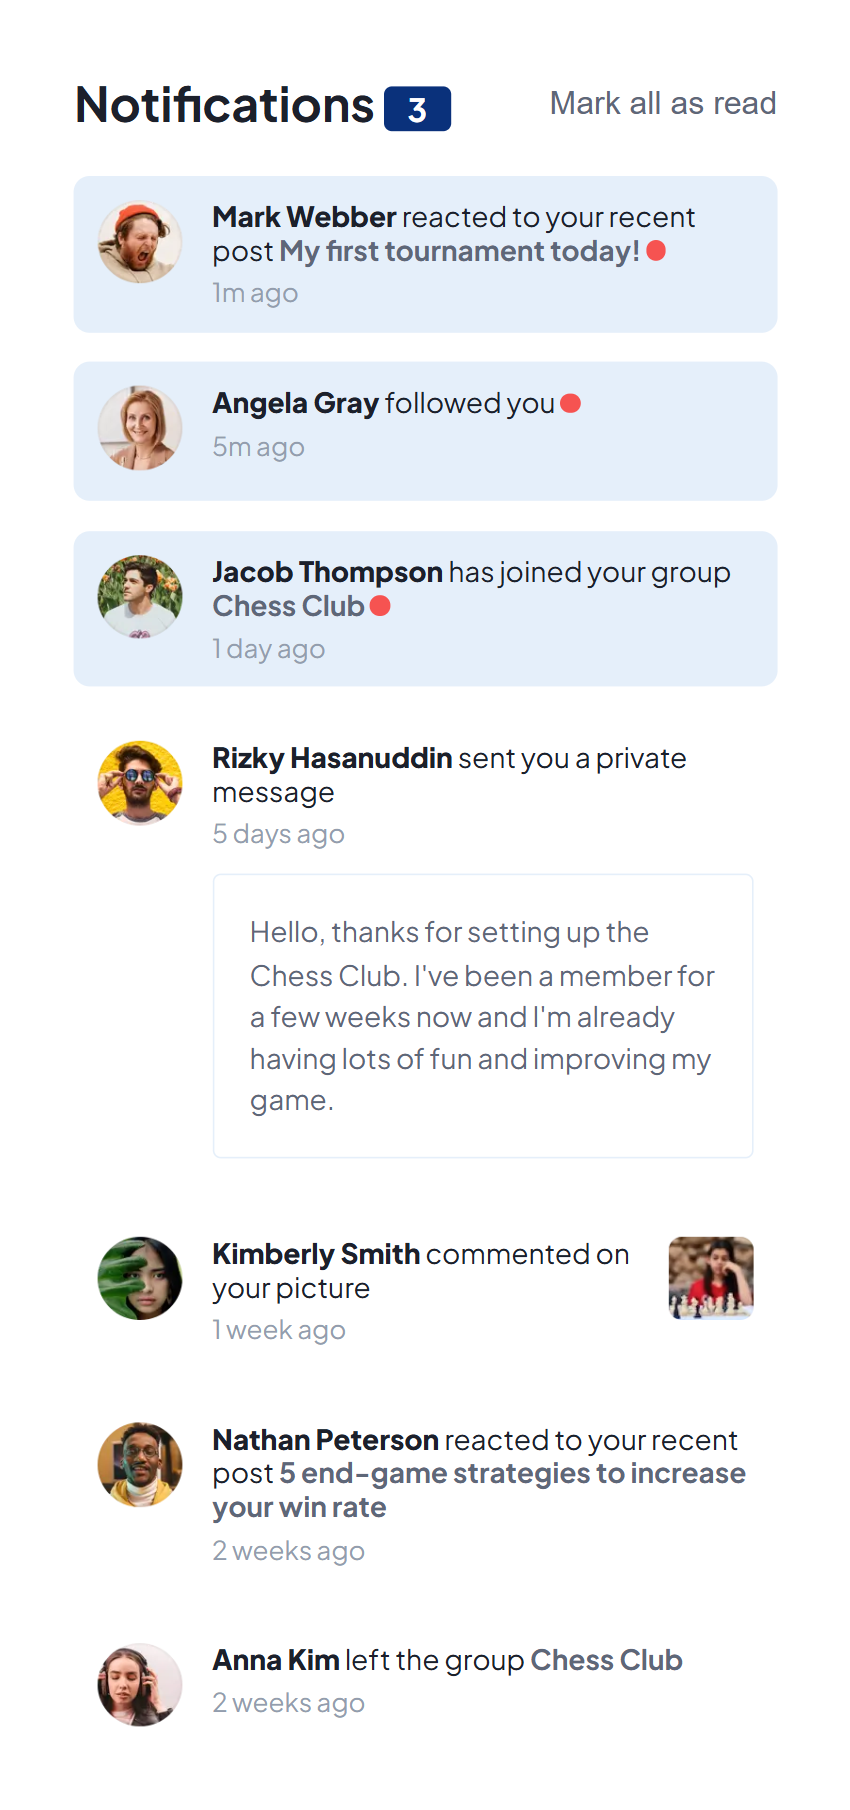 Notifications 3
Mark all as read
Mark Webber reacted to your recent
post My first tournament today!
1m ago
Angela Gray followed you
5m ago
Jacob Thompson has joined your group
Chess Club
1 day ago
Rizky Hasanuddin sent you a private
message
5 days ago
Hello, thanks for setting up the
Chess Club. I've been a member for
a few weeks now and I'm already
having lots of fun and improving my
game.
Kimberly Smith commented on
your picture
1 week ago
Nathan Peterson reacted to your recent
post 5 end-game strategies to increase
your win rate
2 weeks ago
Anna Kim left the group Chess Club
2 weeks ago